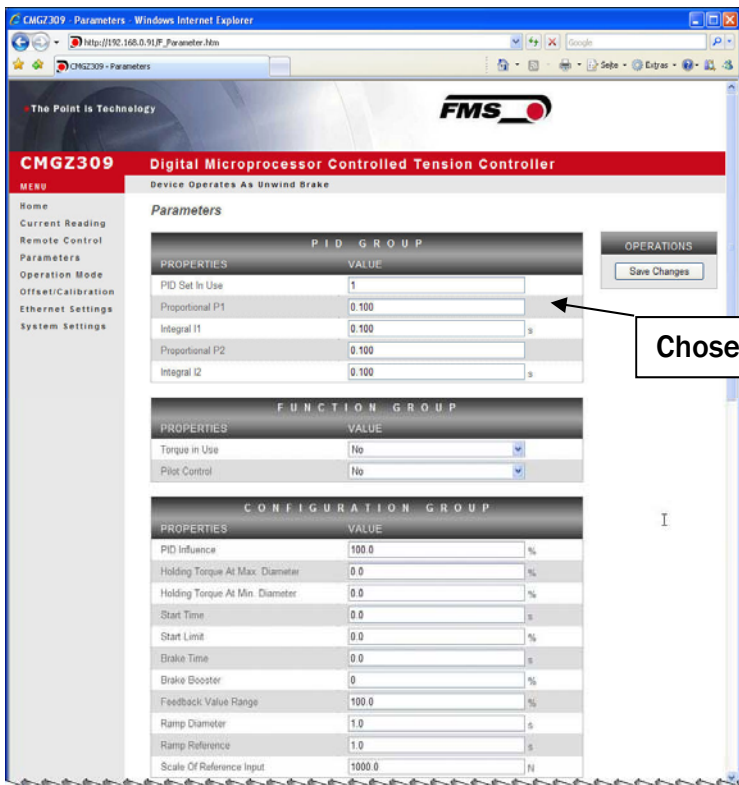 CMGZ309 - Parameters - Windows Internet Explorer
http://192.168.0.91/F_Parameter.htm
Google
CMGZ309 - Parameters
Seite
Extras
The Point is Technology
FMS
CMGZ309
Digital Microprocessor Controlled Tension Controller
MENU
Device Operates As Unwind Brake
Home
Current Reading
Remote Control
Parameters
Operation Mode
Offset/Calibration
Ethernet Settings
System Settings
Parameters
PID GROUP
PROPERTIES VALUE
PID Set In Use 1
Proportional P1 0.100
Integral I1 0.100 s
Proportional P2 0.100
Integral I2 0.100 s
OPERATIONS
Save Changes
Chose
FUNCTION GROUP
PROPERTIES VALUE
Torque in Use No
Pilot Control No
CONFIGURATION GROUP
PROPERTIES VALUE
PID Influence 100.0 %
Holding Torque At Max. Diameter 0.0 %
Holding Torque At Min. Diameter 0.0 %
Start Time 0.0 s
Start Limit 0.0 %
Brake Time 0.0 s
Brake Booster 0 %
Feedback Value Range 100.0 %
Ramp Diameter 1.0 s
Ramp Reference 1.0 s
Scale Of Reference Input 1000.0 N